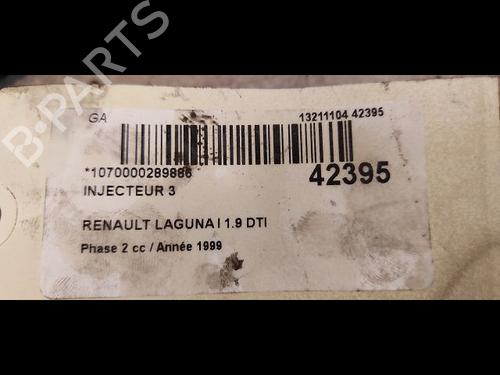 B-PARTS
GA
13211104 42395
*1070000289886
42395
INJECTEUR 3
RENAULT LAGUNA I 1.9 DTI
Phase 2 cc / Année 1999